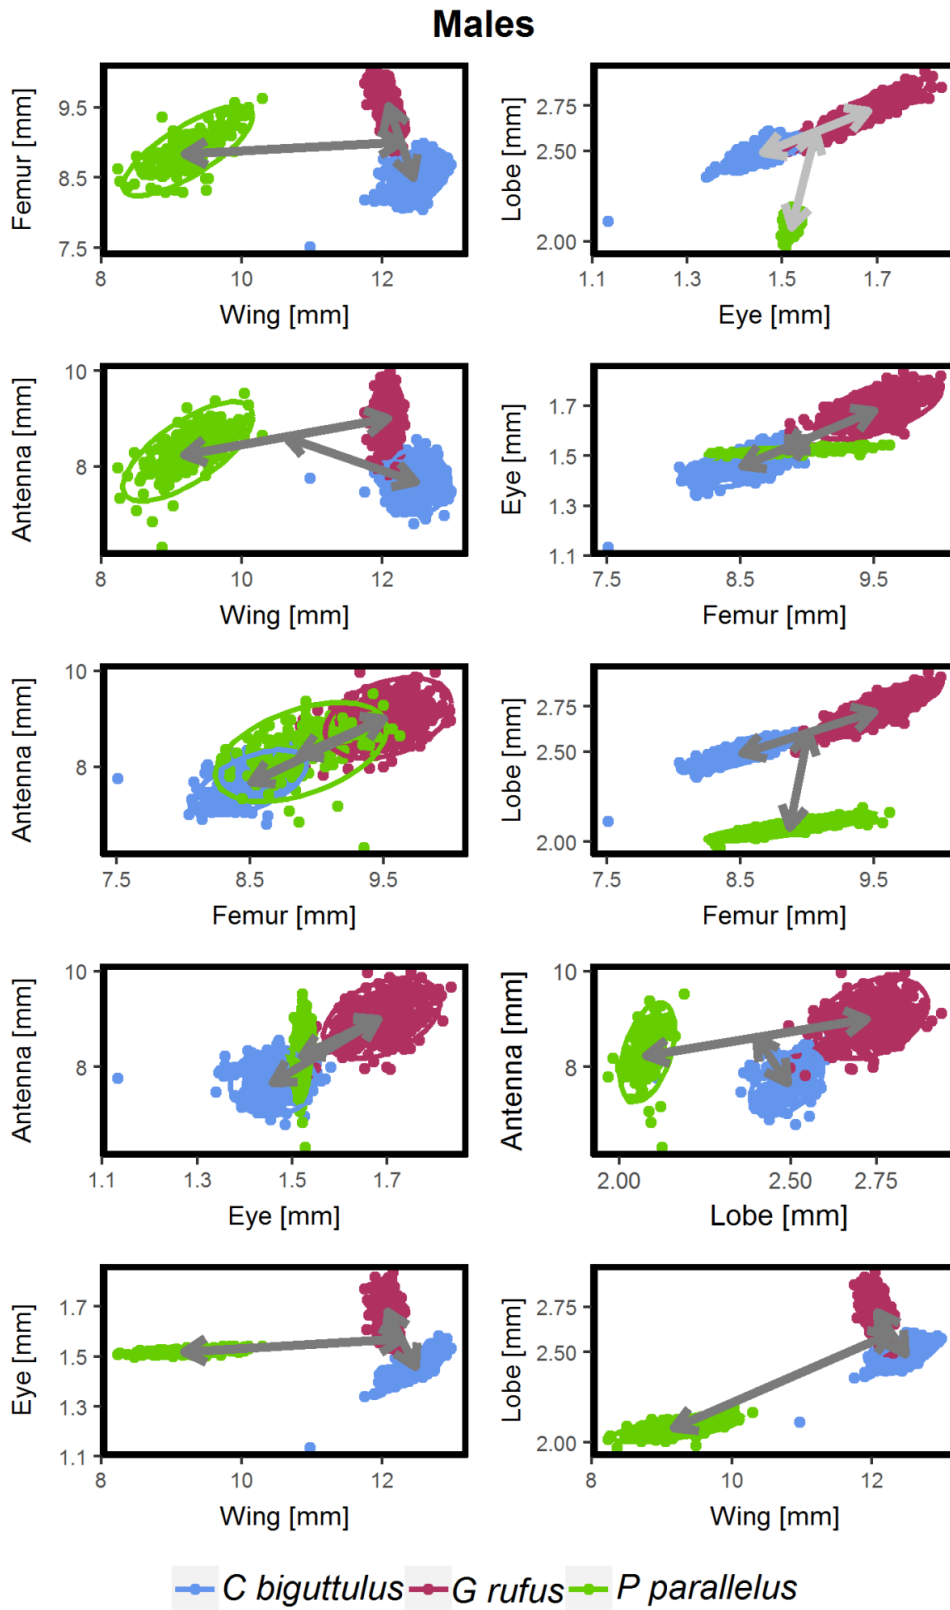 Males
Femur [mm]
9.5
8.5
7.5
8 10 12
Wing [mm]
Lobe [mm]
2.75
2.50
2.00
1.1 1.3 1.5 1.7
Eye [mm]
Antenna [mm]
10
8
8 10 12
Wing [mm]
Eye [mm]
1.7
1.5
1.3
1.1
7.5 8.5 9.5
Femur [mm]
Antenna [mm]
10
8
7.5 8.5 9.5
Femur [mm]
Lobe [mm]
2.75
2.50
2.00
7.5 8.5 9.5
Femur [mm]
Antenna [mm]
10
8
1.1 1.3 1.5 1.7
Eye [mm]
Antenna [mm]
10
8
2.00 2.50 2.75
Lobe [mm]
Eye [mm]
1.7
1.5
1.3
1.1
8 10 12
Wing [mm]
Lobe [mm]
2.75
2.50
2.00
8 10 12
Wing [mm]
C biguttulus G rufus P parallelus